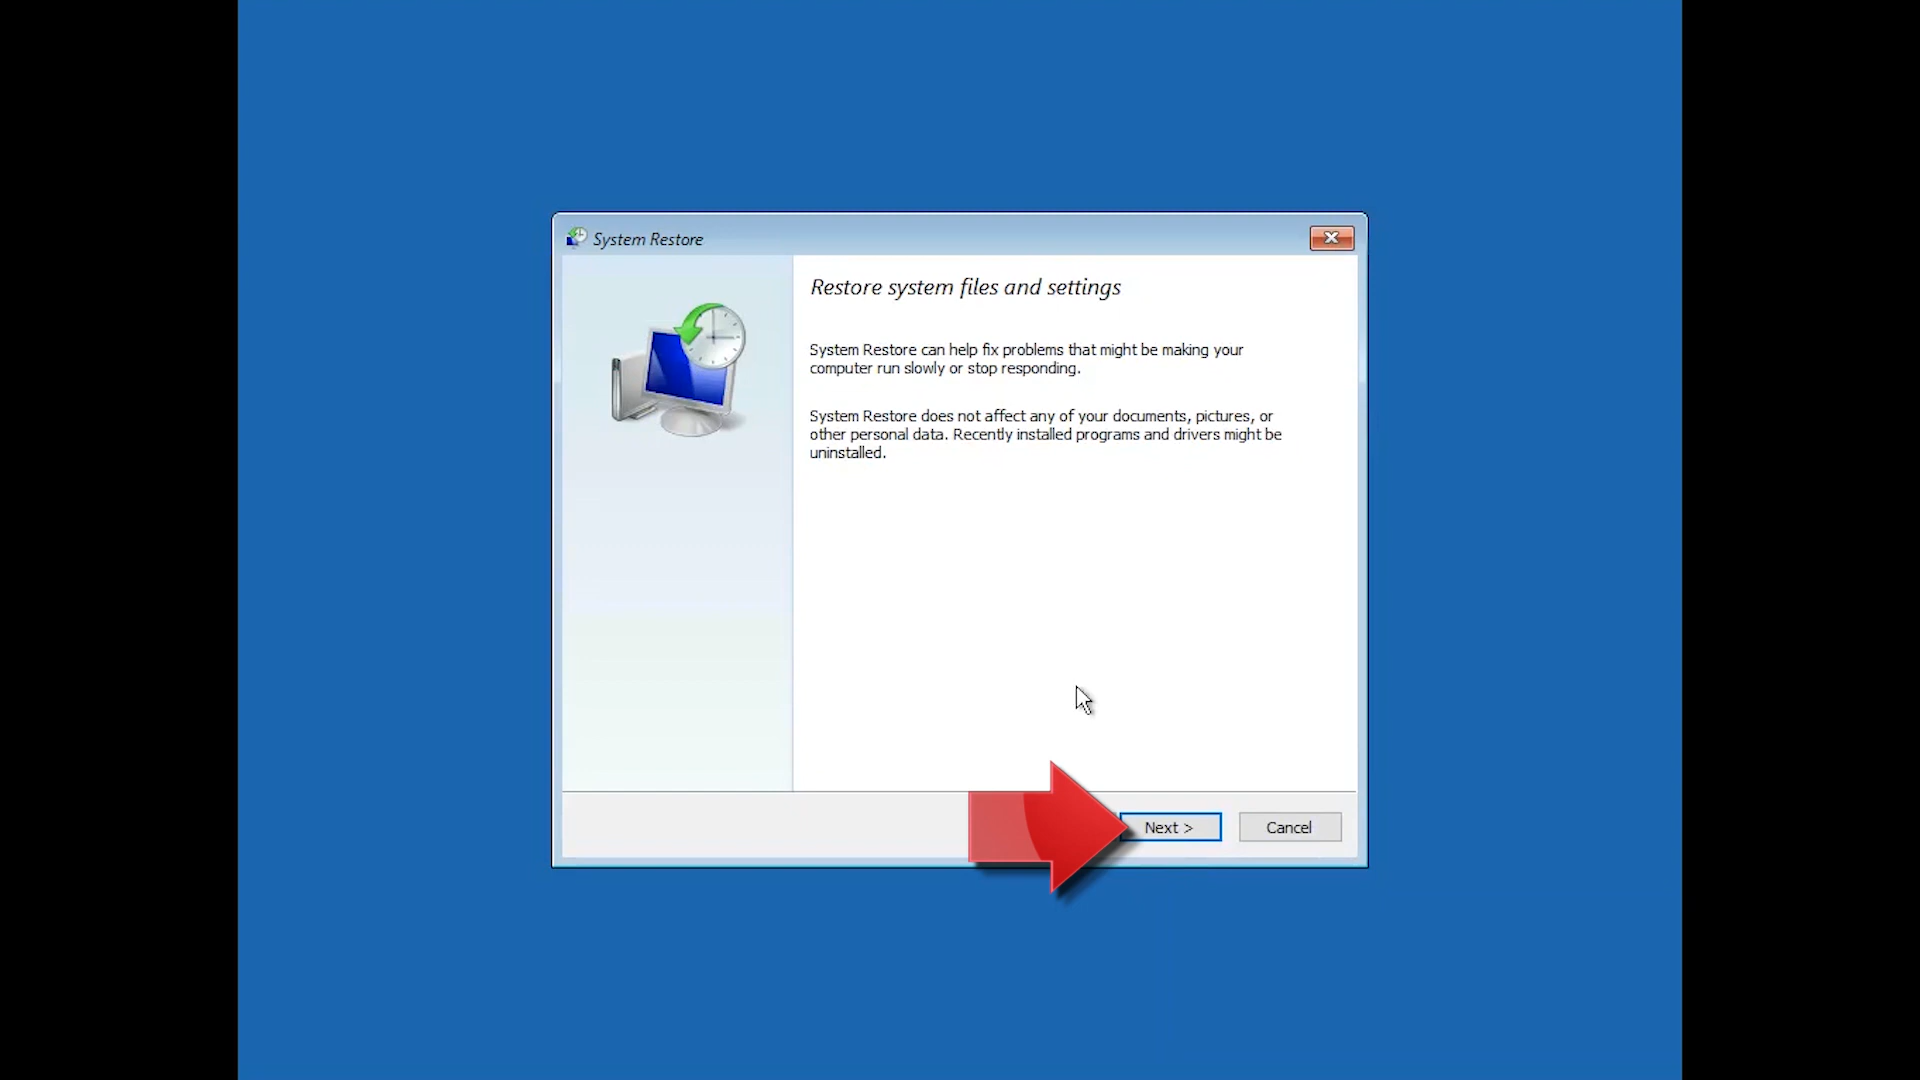 System Restore
Restore system files and settings
System Restore can help fix problems that might be making your
computer run slowly or stop responding.
System Restore does not affect any of your documents, pictures, or
other personal data. Recently installed programs and drivers might be
uninstalled.
Next >
Cancel